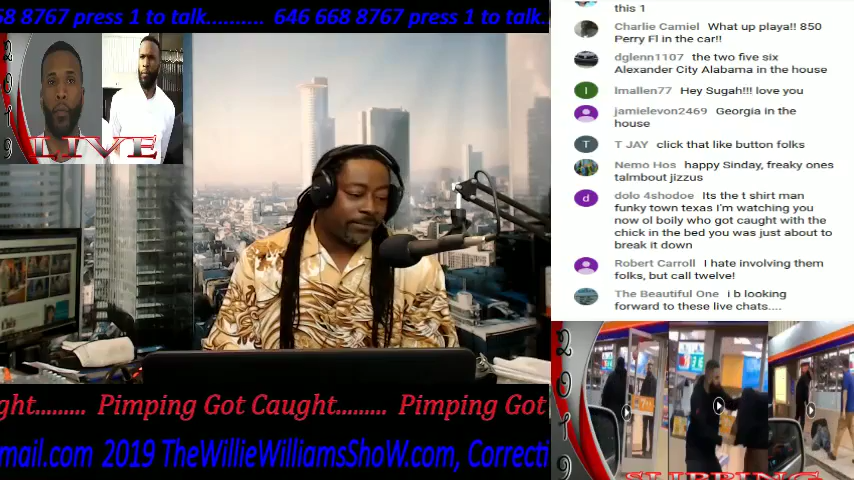 68 8767 press 1 to talk.......... 646 668 8767 press 1 to talk..
2019
LIVE
ght......... Pimping Got Caught......... Pimping Got
mail.com 2019 TheWillieWilliamsShoW.com, Correcti
this 1
Charlie Camiel What up playa!! 850
Perry Fl in the car!!
dglenn1107 the two five six
Alexander City Alabama in the house
lmallen77 Hey Sugah!!! love you
jamielevon2469 Georgia in the
house
T JAY click that like button folks
Nemo Hos happy Sinday, freaky ones
talmbout jizzus
dolo 4shodoe Its the t shirt man
funky town texas I'm watching you
now ol boily who got caught with the
chick in the bed you was just about to
break it down
Robert Carroll I hate involving them
folks, but call twelve!
The Beautiful One i b looking
forward to these live chats....
2019
SLIPPING